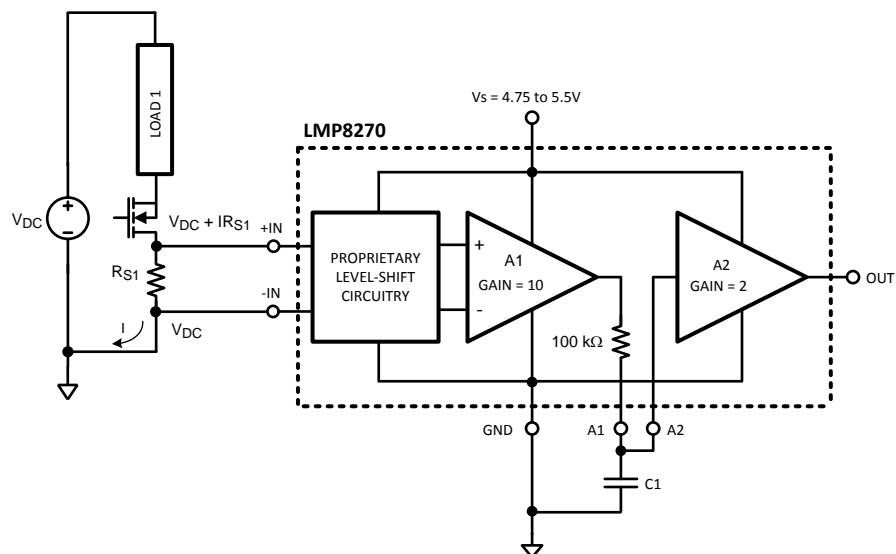 Vs = 4.75 to 5.5V
LMP8270
LOAD 1
+
−
VDC
VDC + IRS1
+IN
RS1
-IN
VDC
I
PROPRIETARY
LEVEL-SHIFT
CIRCUITRY
+
-
A1
GAIN = 10
A2
GAIN = 2
OUT
100 kΩ
GND
A1
A2
C1